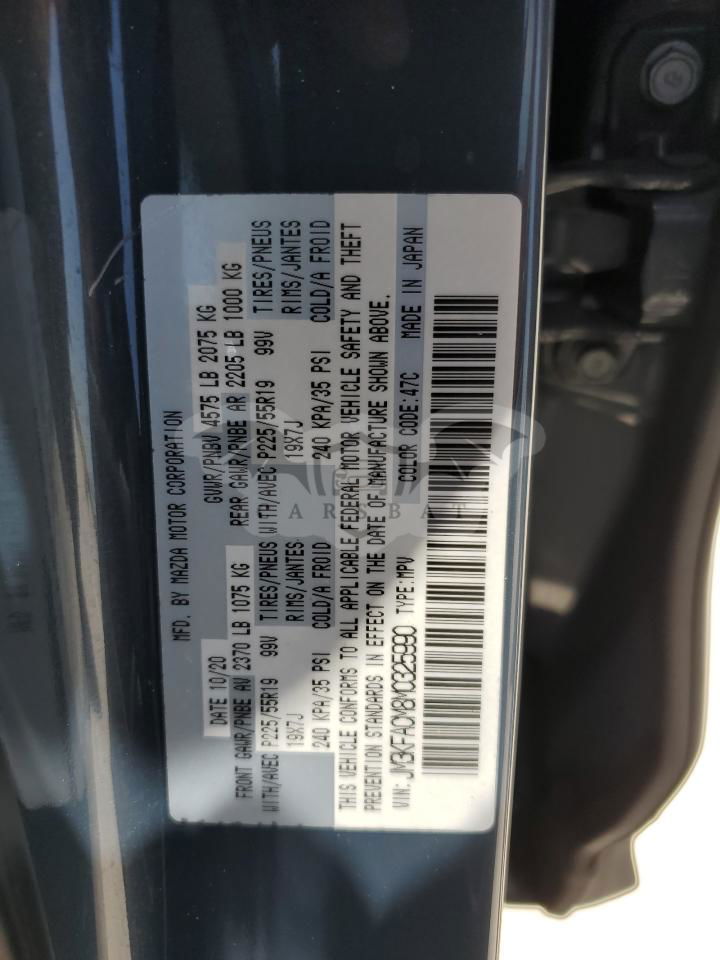 MFD. BY MAZDA MOTOR CORPORATION
DATE 10/20 GVWR/PNBV 4575 LB 2075 KG
FRONT GAWR/PNBE AV 2370 LB 1075 KG REAR GAWR/PNBE AR 2205 LB 1000 KG
WITH/AVEC P225/55R19 99V TIRES/PNEUS WITH/AVEC P225/55R19 99V TIRES/PNEUS
19X7J RIMS/JANTES 19X7J RIMS/JANTES
240 KPA/35 PSI COLD/A FROID 240 KPA/35 PSI COLD/A FROID
THIS VEHICLE CONFORMS TO ALL APPLICABLE FEDERAL MOTOR VEHICLE SAFETY AND THEFT
PREVENTION STANDARDS IN EFFECT ON THE DATE OF MANUFACTURE SHOWN ABOVE.
VIN: JM3KFACM8M0325990 TYPE:MPV COLOR CODE:47C MADE IN JAPAN
PARSBAT